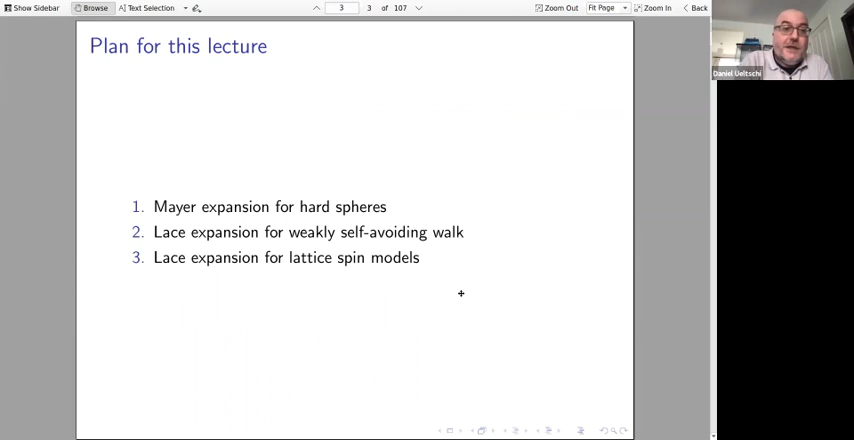 Show Sidebar Browse Text Selection 3 3 of 107 Zoom Out Fit Page Zoom In Back
Plan for this lecture
Daniel Ueltschi
1. Mayer expansion for hard spheres
2. Lace expansion for weakly self-avoiding walk
3. Lace expansion for lattice spin models